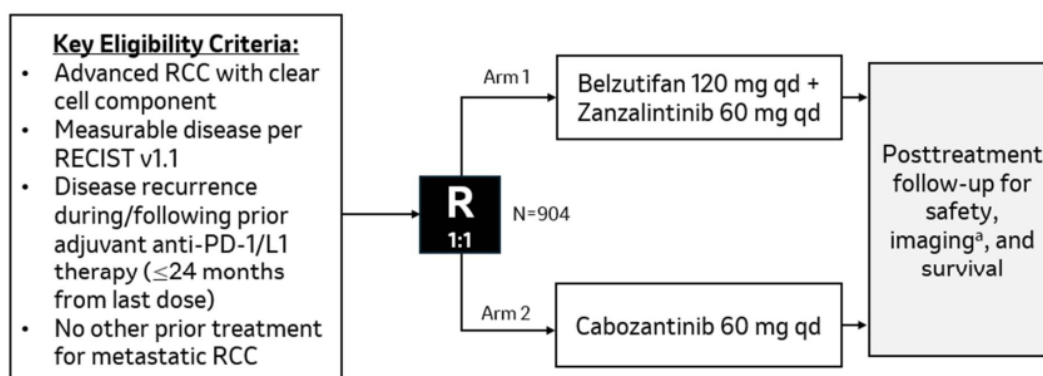 Key Eligibility Criteria:
• Advanced RCC with clear
cell component
• Measurable disease per
RECIST v1.1
• Disease recurrence
during/following prior
adjuvant anti-PD-1/L1
therapy (≤24 months
from last dose)
• No other prior treatment
for metastatic RCC
R
1:1
N=904
Arm 1
Belzutifan 120 mg qd +
Zanzalintinib 60 mg qd
Arm 2
Cabozantinib 60 mg qd
Posttreatment
follow-up for
safety,
imagingᵃ, and
survival